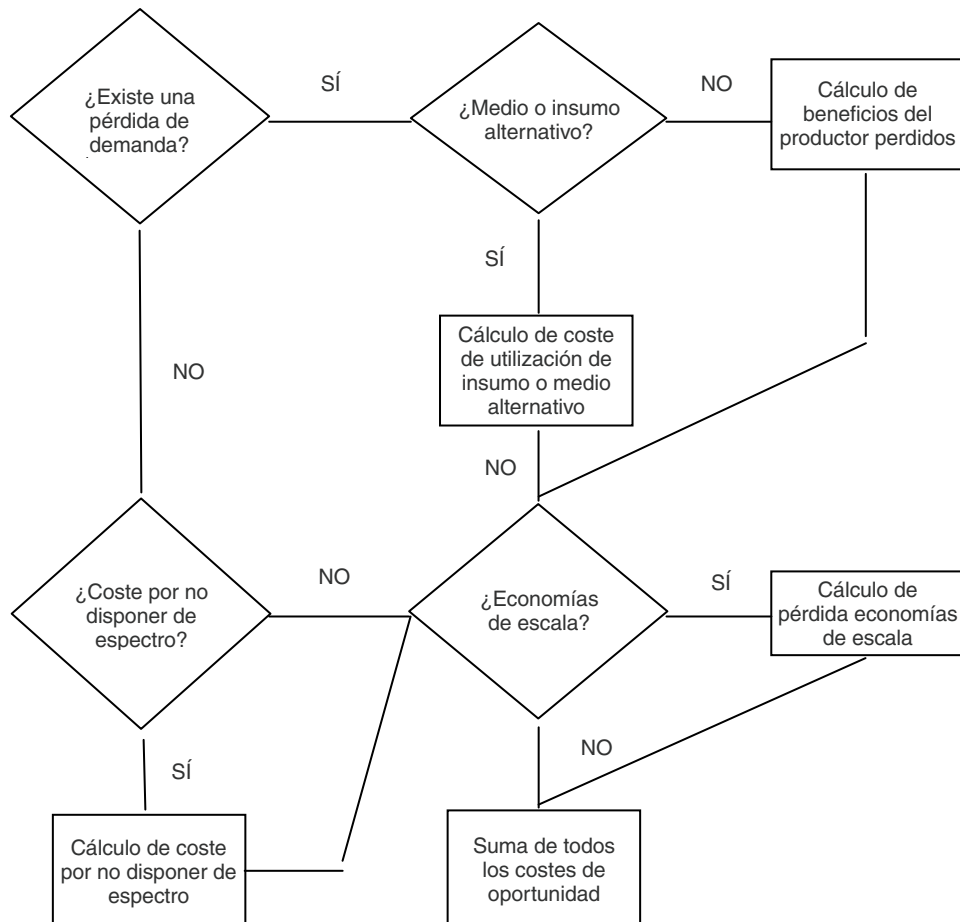 ¿Existe una
pérdida de
demanda?
SÍ
¿Medio o insumo
alternativo?
NO
Cálculo de
beneficios del
productor perdidos
SÍ
NO
Cálculo de coste
de utilización de
insumo o medio
alternativo
NO
¿Coste por no
disponer de
espectro?
NO
¿Economías
de escala?
SÍ
Cálculo de
pérdida economías
de escala
SÍ
NO
Cálculo de coste
por no disponer de
espectro
Suma de todos
los costes de
oportunidad